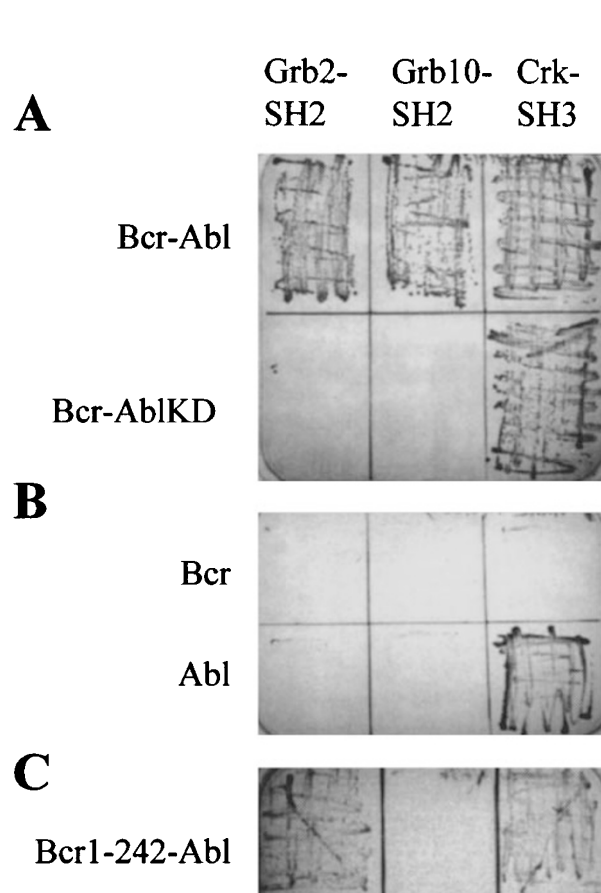 Grb2- Grb10- Crk-
SH2 SH2 SH3
A
Bcr-Abl
Bcr-AblKD
B
Bcr
Abl
C
Bcr1-242-Abl